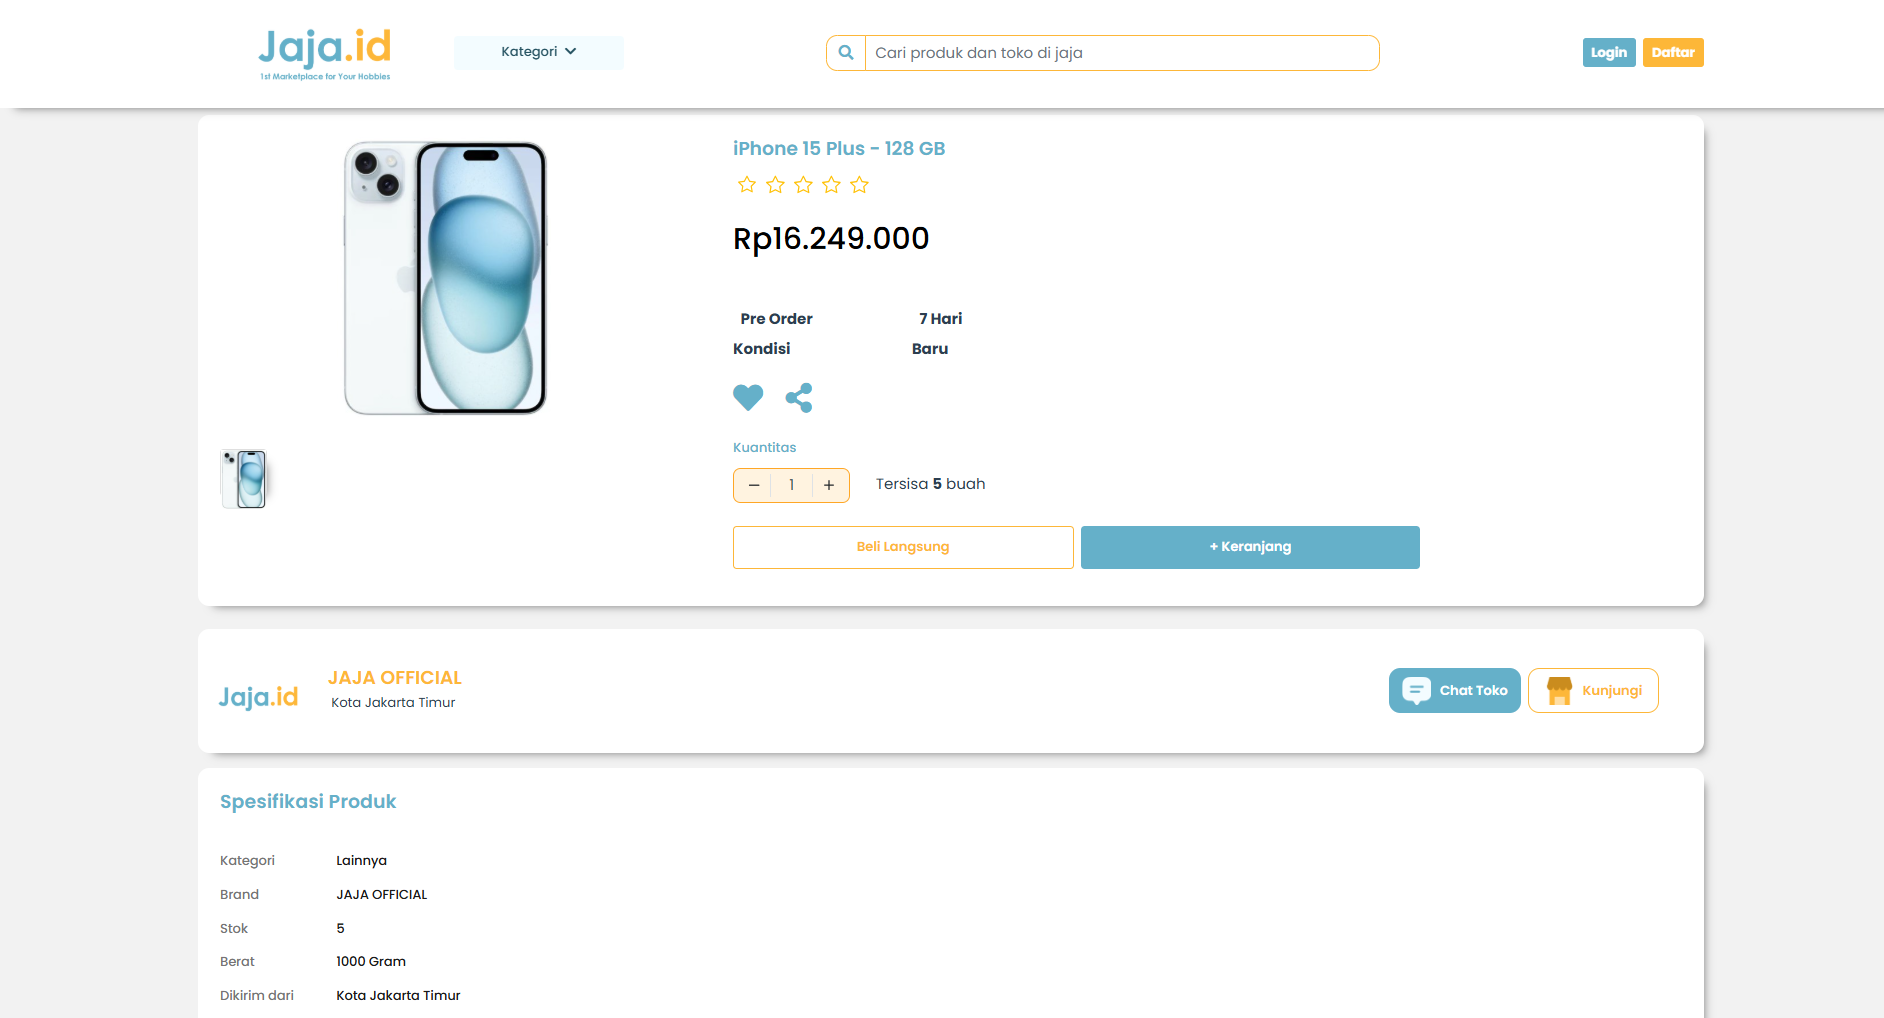 Jaja.id
1st Marketplace for Your Hobbies
Kategori
Cari produk dan toko di jaja
Login
Daftar
iPhone 15 Plus - 128 GB
Rp16.249.000
Pre Order 7 Hari
Kondisi Baru
Kuantitas
− 1 + Tersisa 5 buah
Beli Langsung
+ Keranjang
Jaja.id
JAJA OFFICIAL
Kota Jakarta Timur
Chat Toko
Kunjungi
Spesifikasi Produk
Kategori Lainnya
Brand JAJA OFFICIAL
Stok 5
Berat 1000 Gram
Dikirim dari Kota Jakarta Timur